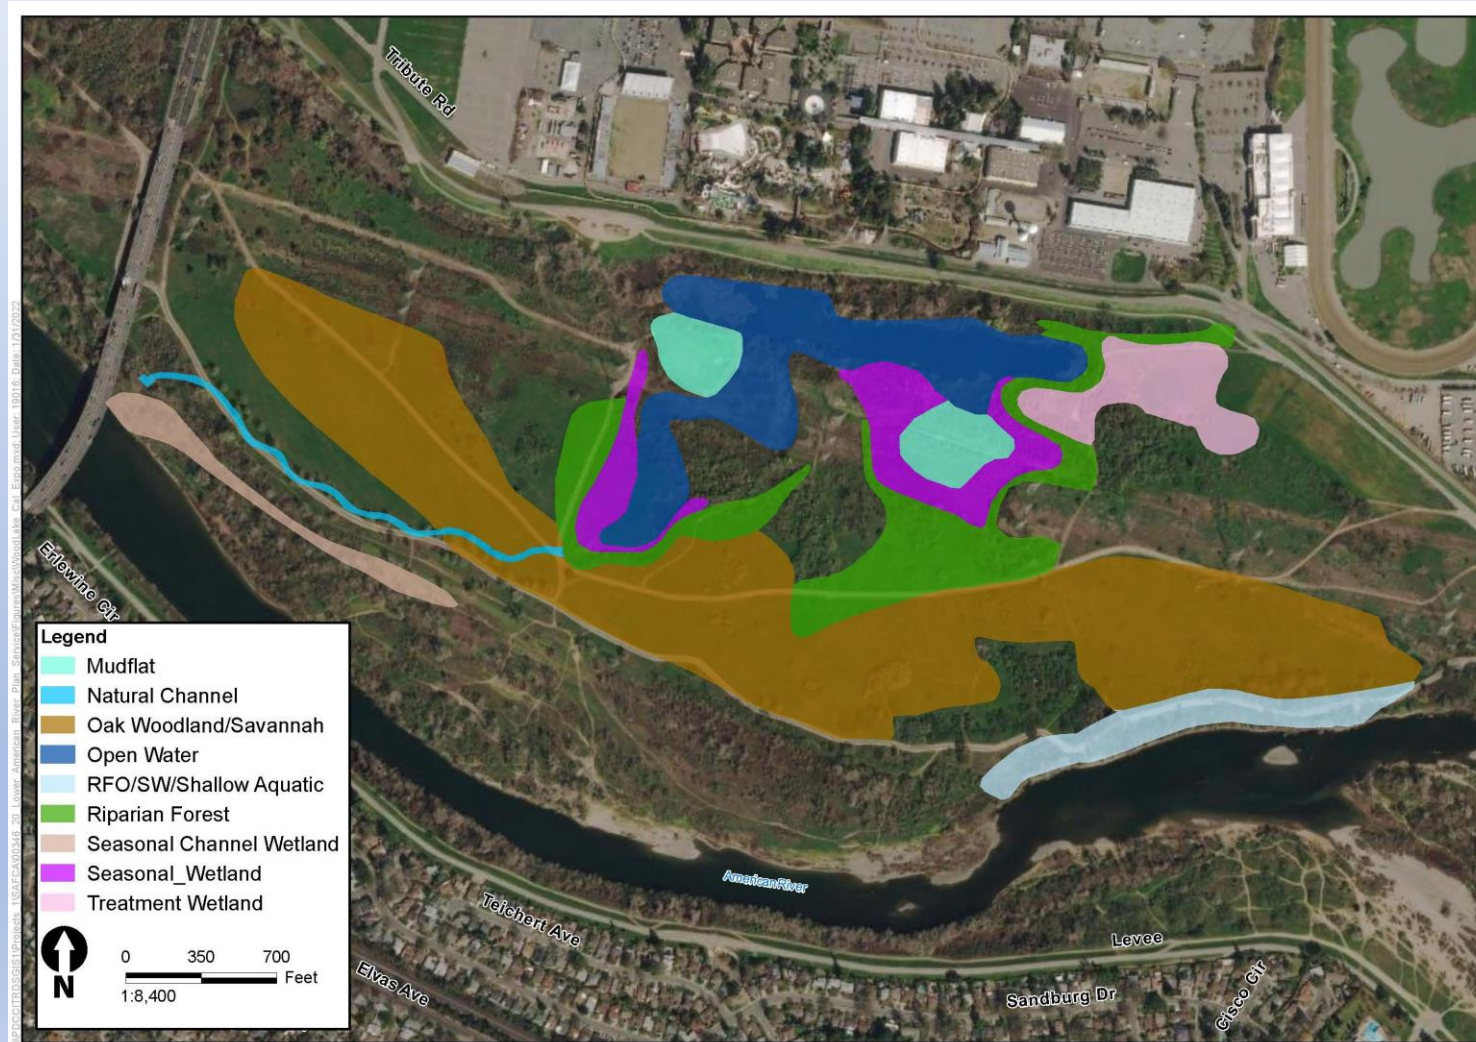 Tribute Rd
Erlewine Cir
Legend
Mudflat
Natural Channel
Oak Woodland/Savannah
Open Water
RFO/SW/Shallow Aquatic
Riparian Forest
Seasonal Channel Wetland
Seasonal_Wetland
Treatment Wetland
N
0 350 700
Feet
1:8,400
American River
Teichert Ave
Elvas Ave
Levee
Sandburg Dr
Cisco Cir